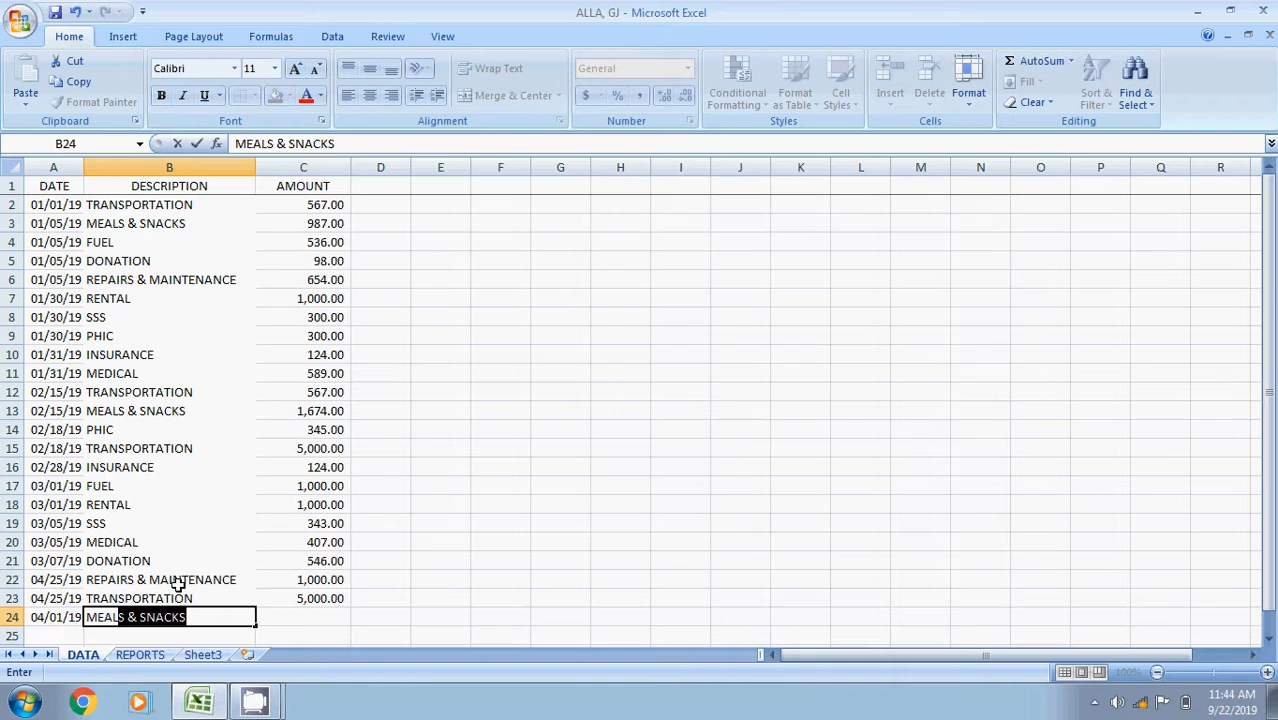 ALLA, GJ - Microsoft Excel
Home Insert Page Layout Formulas Data Review View
Paste Cut Copy Format Painter Clipboard
Calibri 11 B I U A A A Font
Wrap Text Merge & Center Alignment
General $ % , Number
Conditional Formatting Format as Table Cell Styles Styles
Insert Delete Format Cells
Σ AutoSum Fill Clear Sort & Filter Find & Select Editing
B24 fx MEALS & SNACKS
A B C D E F G H I J K L M N O P Q R
1 DATE DESCRIPTION AMOUNT
2 01/01/19 TRANSPORTATION 567.00
3 01/05/19 MEALS & SNACKS 987.00
4 01/05/19 FUEL 536.00
5 01/05/19 DONATION 98.00
6 01/05/19 REPAIRS & MAINTENANCE 654.00
7 01/30/19 RENTAL 1,000.00
8 01/30/19 SSS 300.00
9 01/30/19 PHIC 300.00
10 01/31/19 INSURANCE 124.00
11 01/31/19 MEDICAL 589.00
12 02/15/19 TRANSPORTATION 567.00
13 02/15/19 MEALS & SNACKS 1,674.00
14 02/18/19 PHIC 345.00
15 02/18/19 TRANSPORTATION 5,000.00
16 02/28/19 INSURANCE 124.00
17 03/01/19 FUEL 1,000.00
18 03/01/19 RENTAL 1,000.00
19 03/05/19 SSS 343.00
20 03/05/19 MEDICAL 407.00
21 03/07/19 DONATION 546.00
22 04/25/19 REPAIRS & MAINTENANCE 1,000.00
23 04/25/19 TRANSPORTATION 5,000.00
24 04/01/19 MEALS & SNACKS
25
DATA REPORTS Sheet3
Enter 100%
11:44 AM
9/22/2019